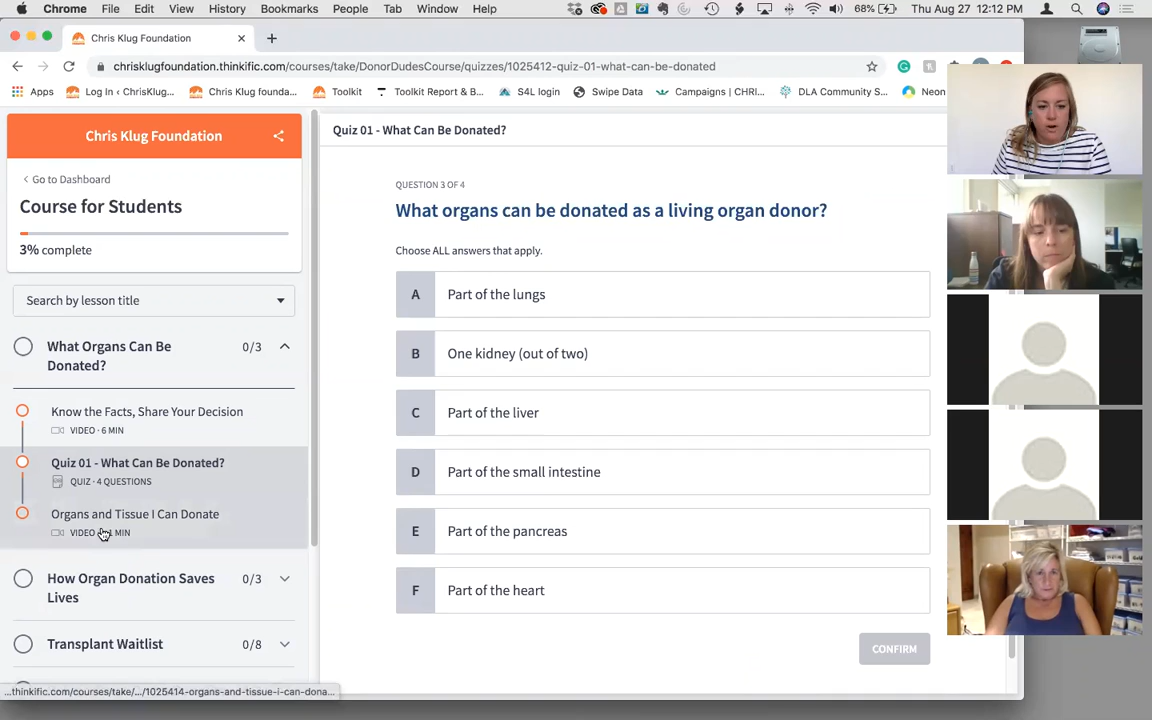 Chrome File Edit View History Bookmarks People Tab Window Help 68% Thu Aug 27 12:12 PM
Chris Klug Foundation
chrisklugfoundation.thinkific.com/courses/take/DonorDudesCourse/quizzes/1025412-quiz-01-what-can-be-donated
Apps Log In ‹ ChrisKlug... Chris Klug founda... Toolkit Toolkit Report & B... S4L login Swipe Data Campaigns | CHRI... DLA Community S... Neon
Chris Klug Foundation
Go to Dashboard
Course for Students
3% complete
Search by lesson title
What Organs Can Be Donated? 0/3
Know the Facts, Share Your Decision
VIDEO · 6 MIN
Quiz 01 - What Can Be Donated?
QUIZ · 4 QUESTIONS
Organs and Tissue I Can Donate
VIDEO 1 MIN
How Organ Donation Saves Lives 0/3
Transplant Waitlist 0/8
...thinkific.com/courses/take/.../1025414-organs-and-tissue-i-can-dona...
Quiz 01 - What Can Be Donated?
QUESTION 3 OF 4
What organs can be donated as a living organ donor?
Choose ALL answers that apply.
A Part of the lungs
B One kidney (out of two)
C Part of the liver
D Part of the small intestine
E Part of the pancreas
F Part of the heart
CONFIRM